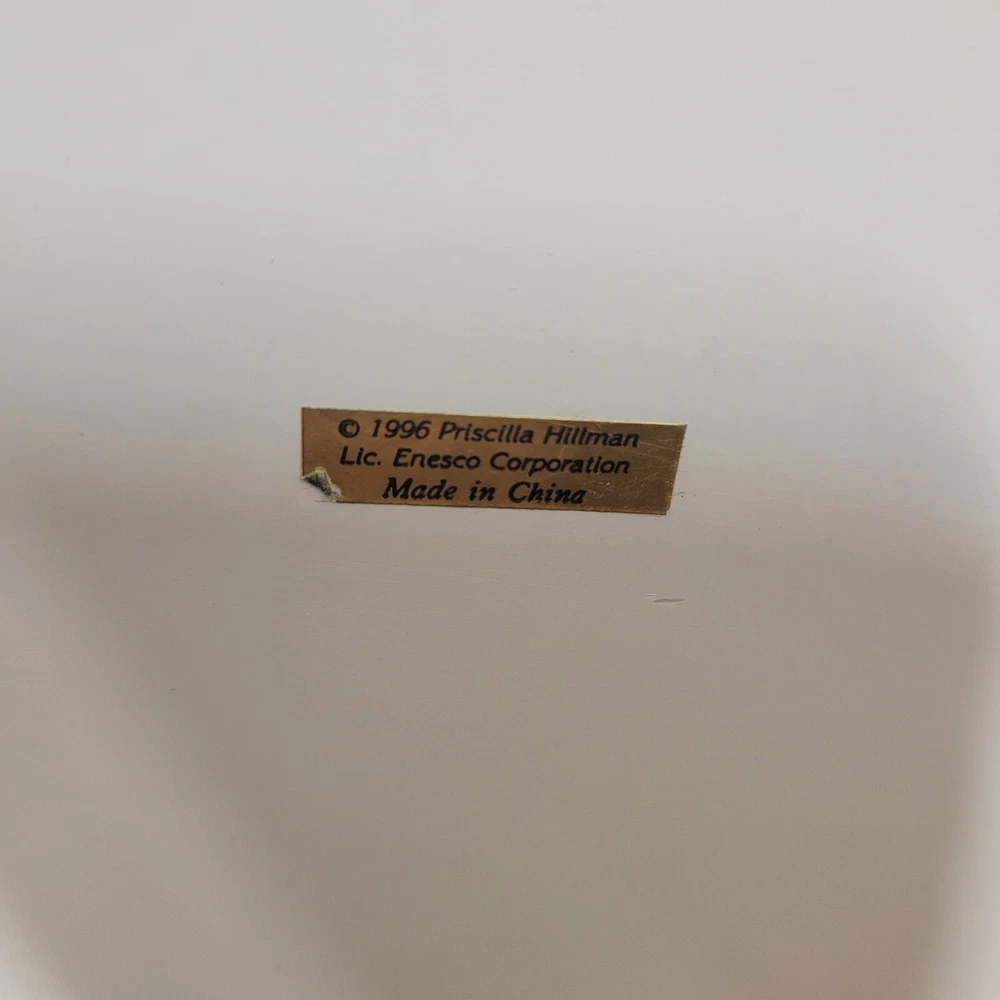 © 1996 Priscilla Hillman
Lic. Enesco Corporation
Made in China